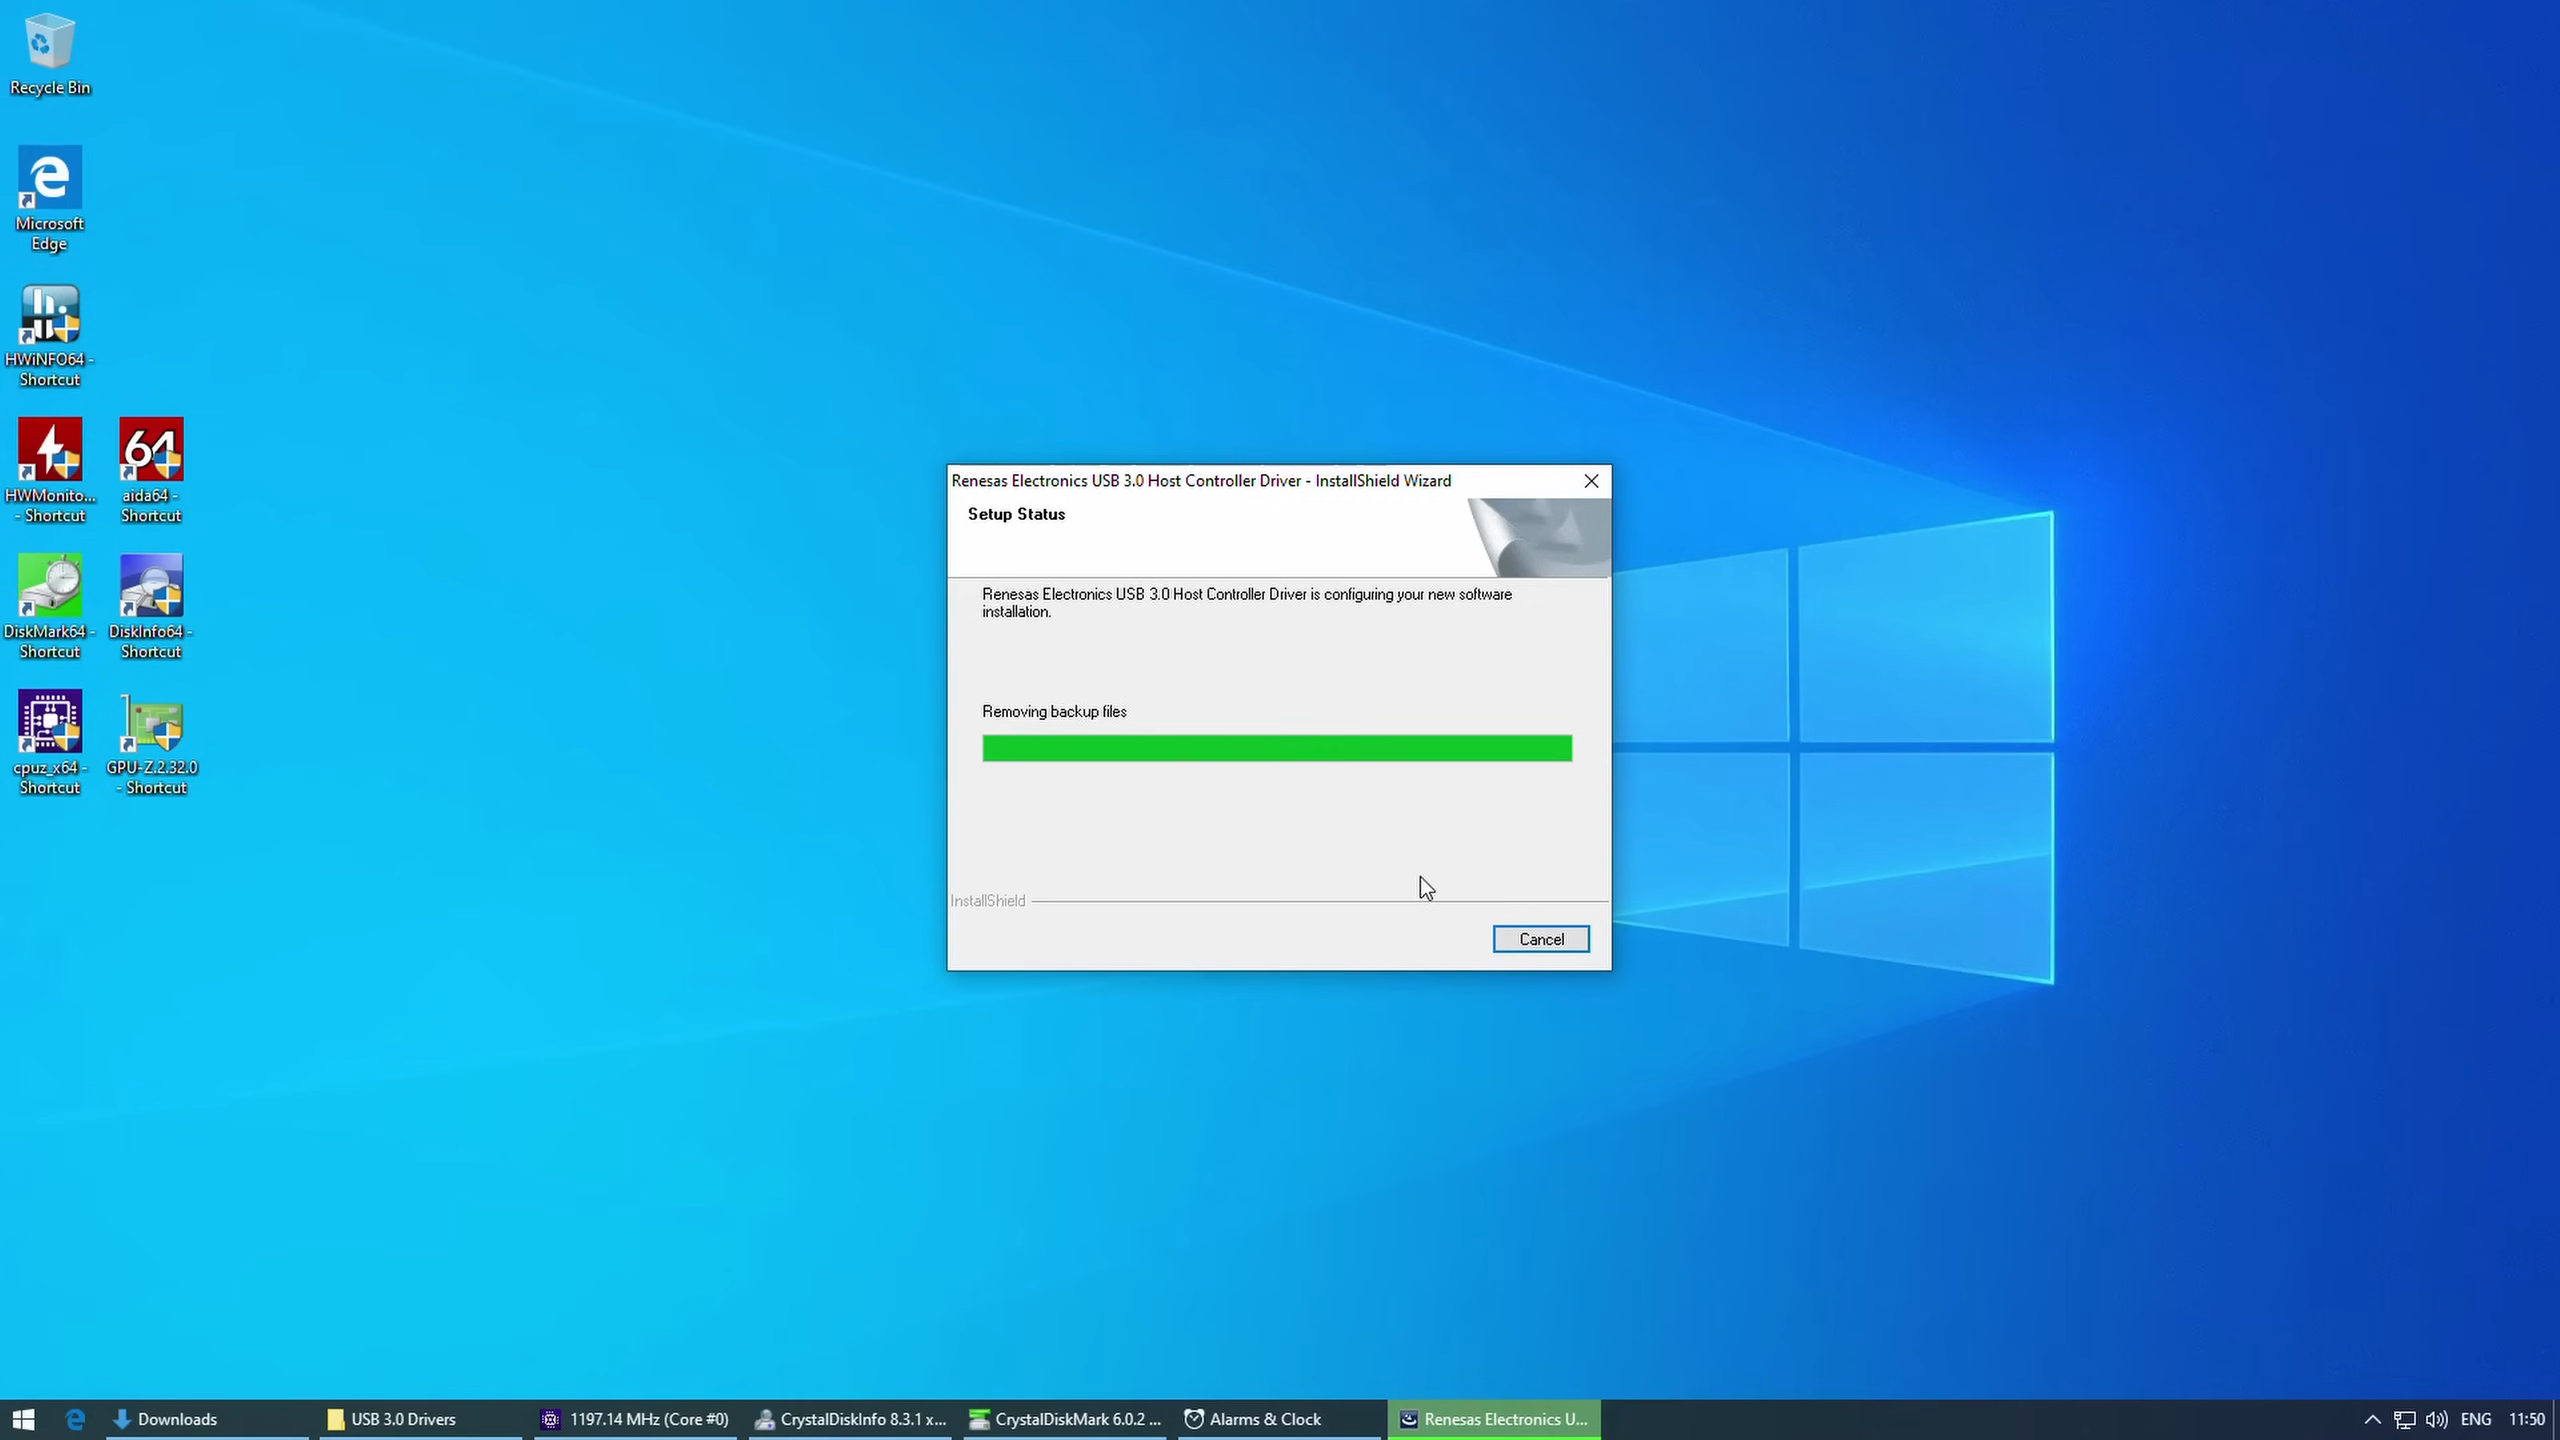 Recycle Bin
Microsoft
Edge
HWiNFO64 -
Shortcut
HWMonito...
- Shortcut
aida64 -
Shortcut
DiskMark64 -
Shortcut
DiskInfo64 -
Shortcut
cpuz_x64 -
Shortcut
GPU-Z.2.32.0
- Shortcut
64
Renesas Electronics USB 3.0 Host Controller Driver - InstallShield Wizard
Setup Status
Renesas Electronics USB 3.0 Host Controller Driver is configuring your new software
installation.
Removing backup files
InstallShield
Cancel
Downloads
USB 3.0 Drivers
1197.14 MHz (Core #0)
CrystalDiskInfo 8.3.1 x...
CrystalDiskMark 6.0.2 ...
Alarms & Clock
Renesas Electronics U...
ENG
11:50